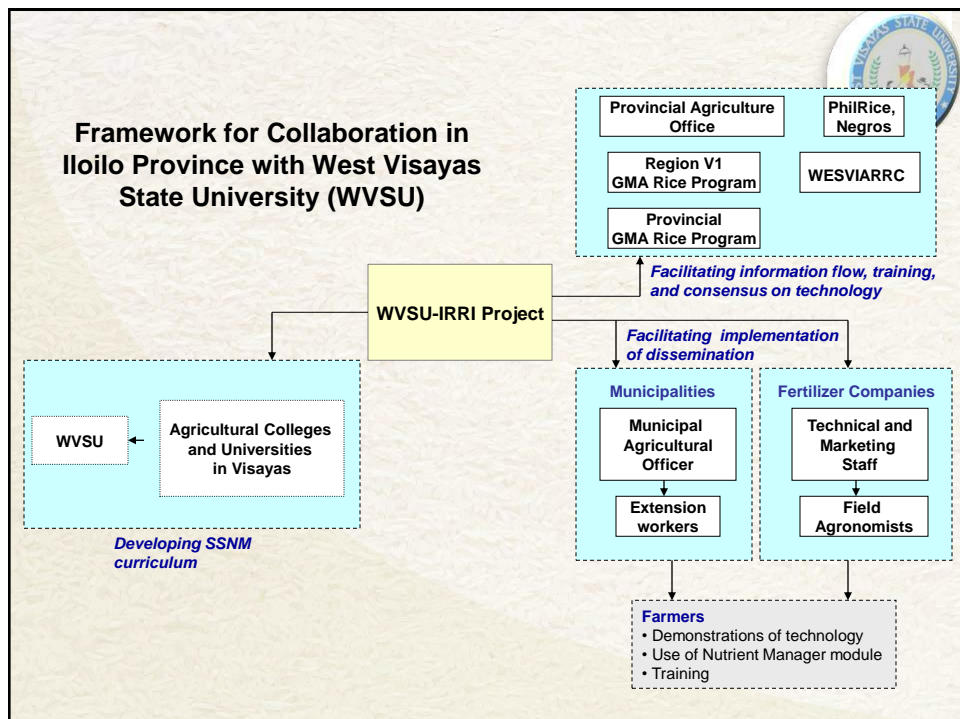 Framework for Collaboration in
Iloilo Province with West Visayas
State University (WVSU)
ST VISAYAS STATE UNIVERSITY
Provincial Agriculture
Office
PhilRice,
Negros
Region V1
GMA Rice Program
WESVIARRC
Provincial
GMA Rice Program
Facilitating information flow, training,
and consensus on technology
WVSU-IRRI Project
Facilitating implementation
of dissemination
WVSU
Agricultural Colleges
and Universities
in Visayas
Developing SSNM
curriculum
Municipalities
Municipal
Agricultural
Officer
Extension
workers
Fertilizer Companies
Technical and
Marketing
Staff
Field
Agronomists
Farmers
• Demonstrations of technology
• Use of Nutrient Manager module
• Training